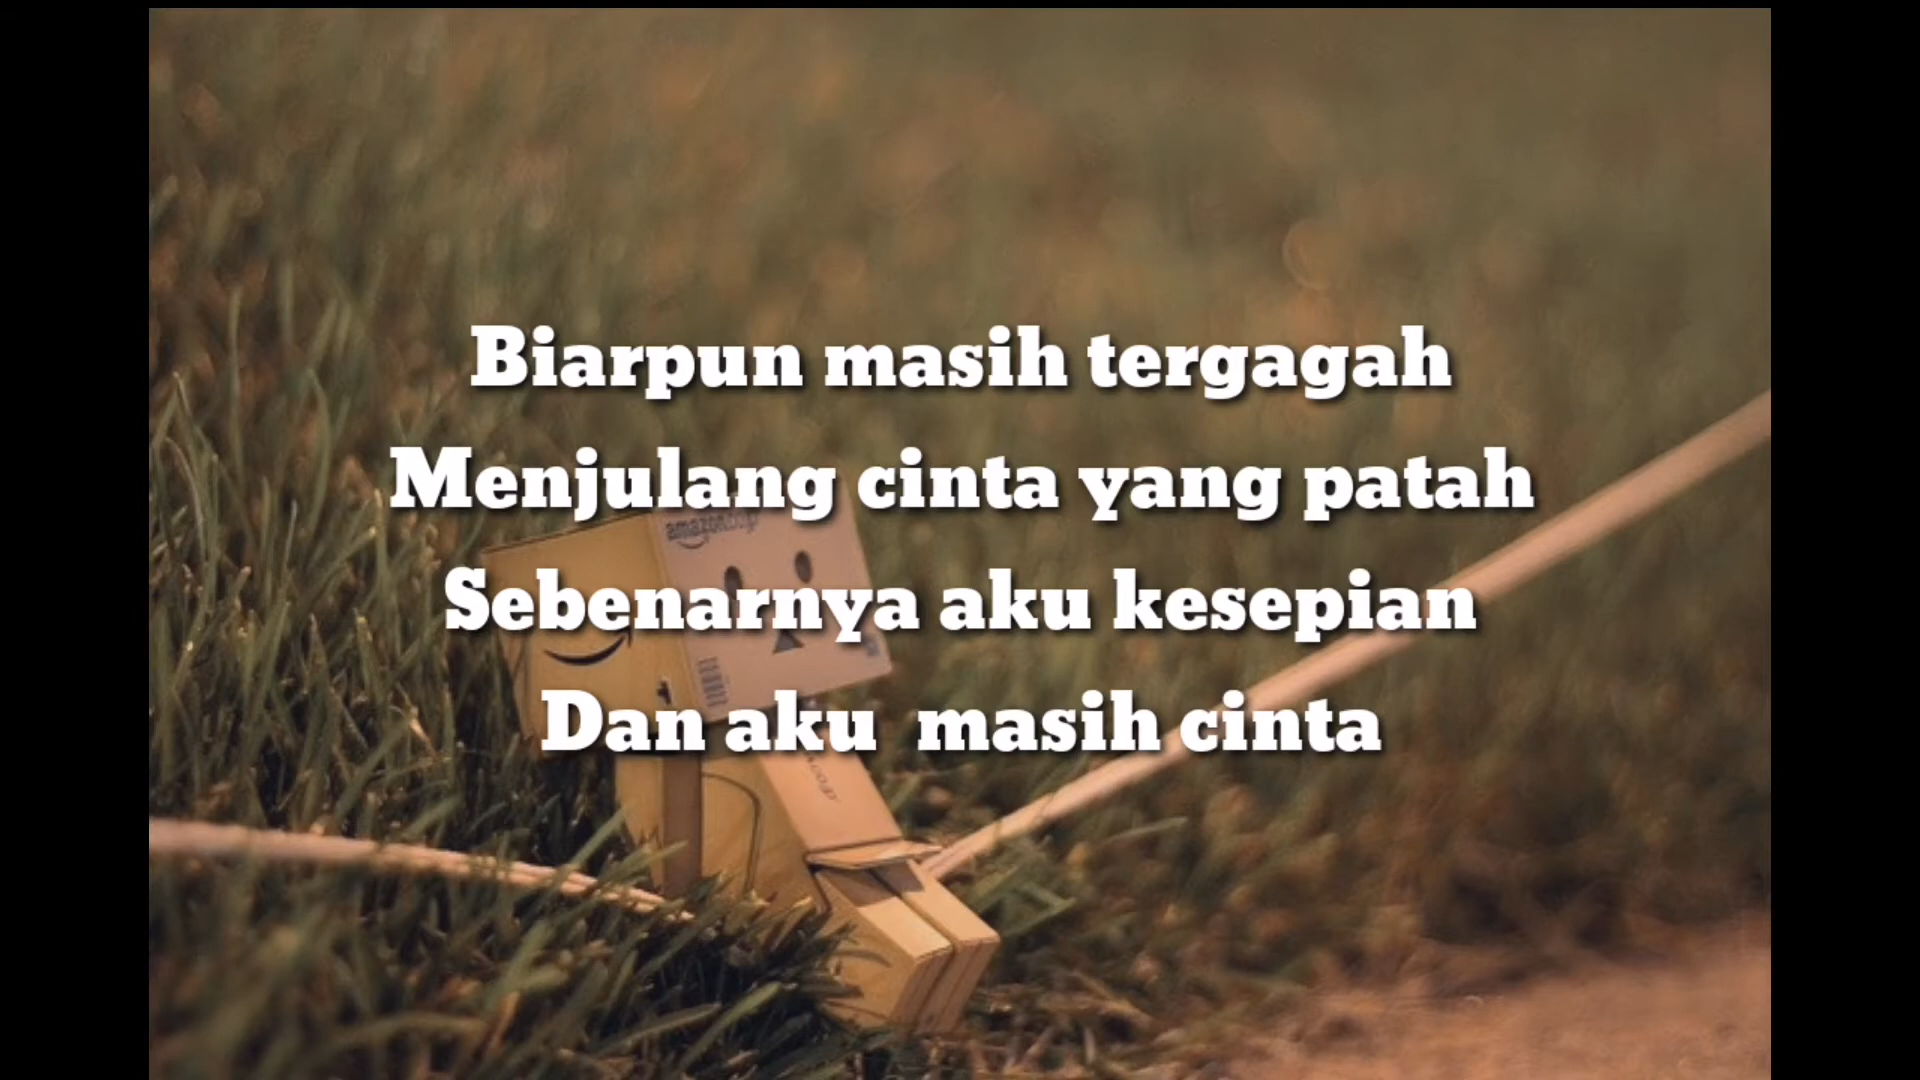 Biarpun masih tergagah
Menjulang cinta yang patah
Sebenarnya aku kesepian
Dan aku masih cinta